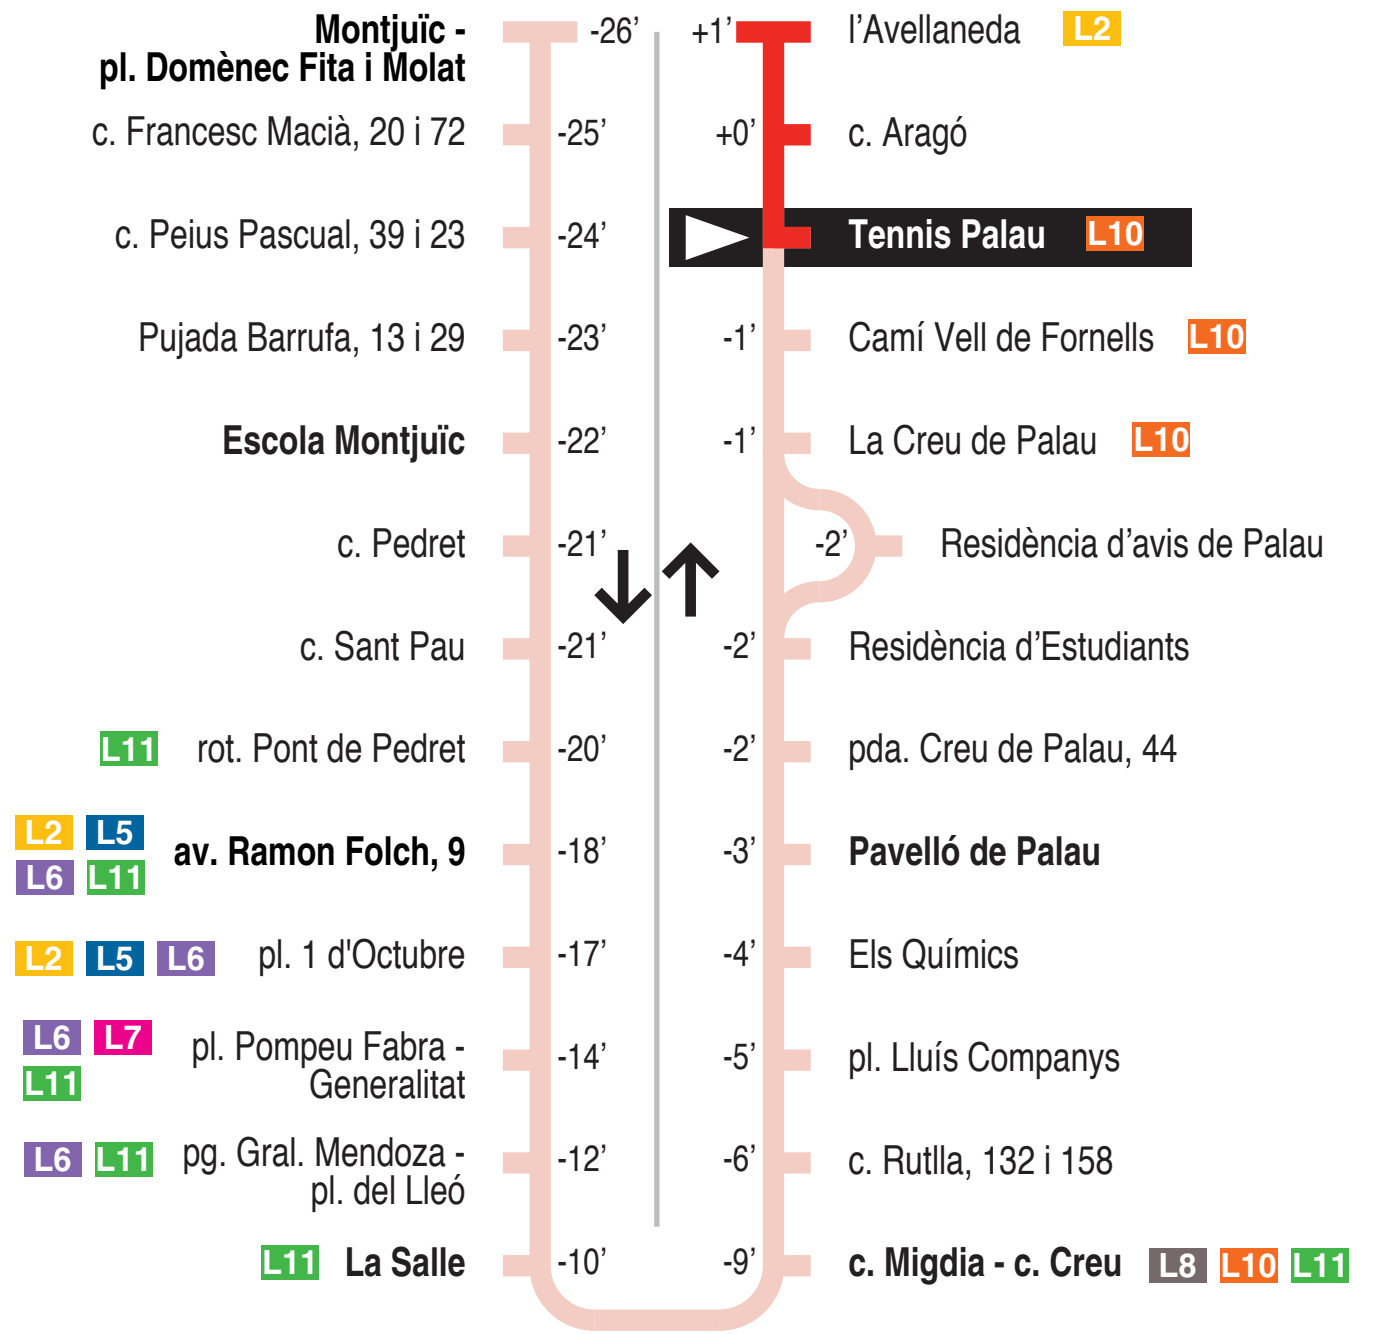 Montjuïc -
pl. Domènec Fita i Molat
-26’
c. Francesc Macià, 20 i 72
-25’
c. Peius Pascual, 39 i 23
-24’
Pujada Barrufa, 13 i 29
-23’
Escola Montjuïc
-22’
c. Pedret
-21’
c. Sant Pau
-21’
L11 rot. Pont de Pedret
-20’
L2 L5
L6 L11
av. Ramon Folch, 9
-18’
L2 L5 L6 pl. 1 d'Octubre
-17’
L6 L7
L11
pl. Pompeu Fabra -
Generalitat
-14’
L6 L11
pg. Gral. Mendoza -
pl. del Lleó
-12’
L11 La Salle
-10’
+1’
l’Avellaneda L2
+0’
c. Aragó
Tennis Palau L10
-1’
Camí Vell de Fornells L10
-1’
La Creu de Palau L10
-2’
Residència d’avis de Palau
-2’
Residència d’Estudiants
-2’
pda. Creu de Palau, 44
-3’
Pavelló de Palau
-4’
Els Químics
-5’
pl. Lluís Companys
-6’
c. Rutlla, 132 i 158
-9’
c. Migdia - c. Creu L8 L10 L11